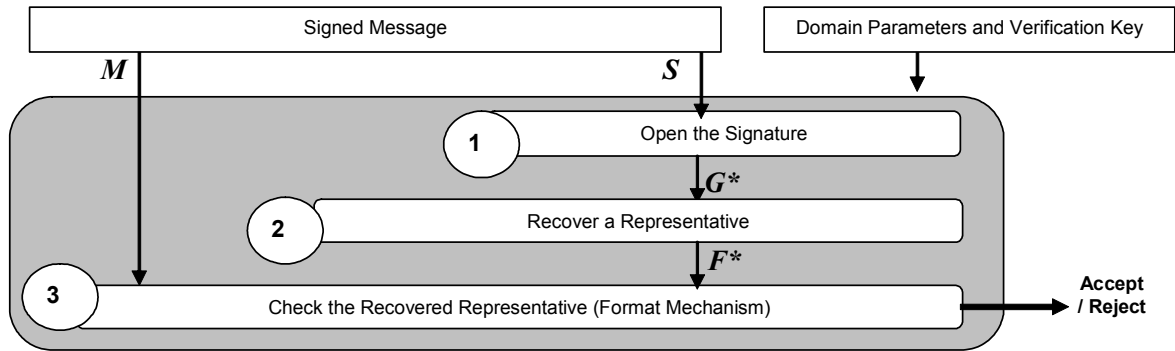 Signed Message
Domain Parameters and Verification Key
M
S
1
Open the Signature
G*
2
Recover a Representative
F*
3
Check the Recovered Representative (Format Mechanism)
Accept
/ Reject